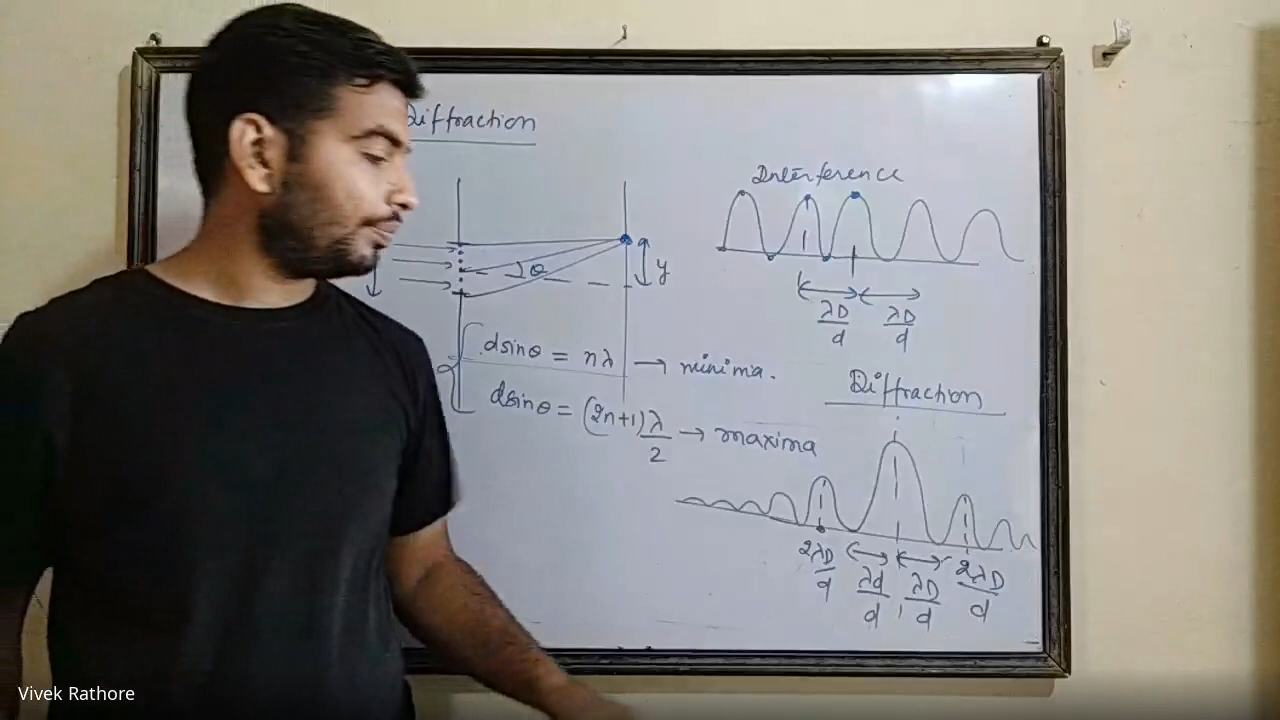 Diffraction
θ
y
dsinθ = nλ → minima.
dsinθ = (2n+1) λ/2 → maxima
Interference
λD/d λD/d
Diffraction
2λD/d λd/d λD/d 2λD/d
Vivek Rathore